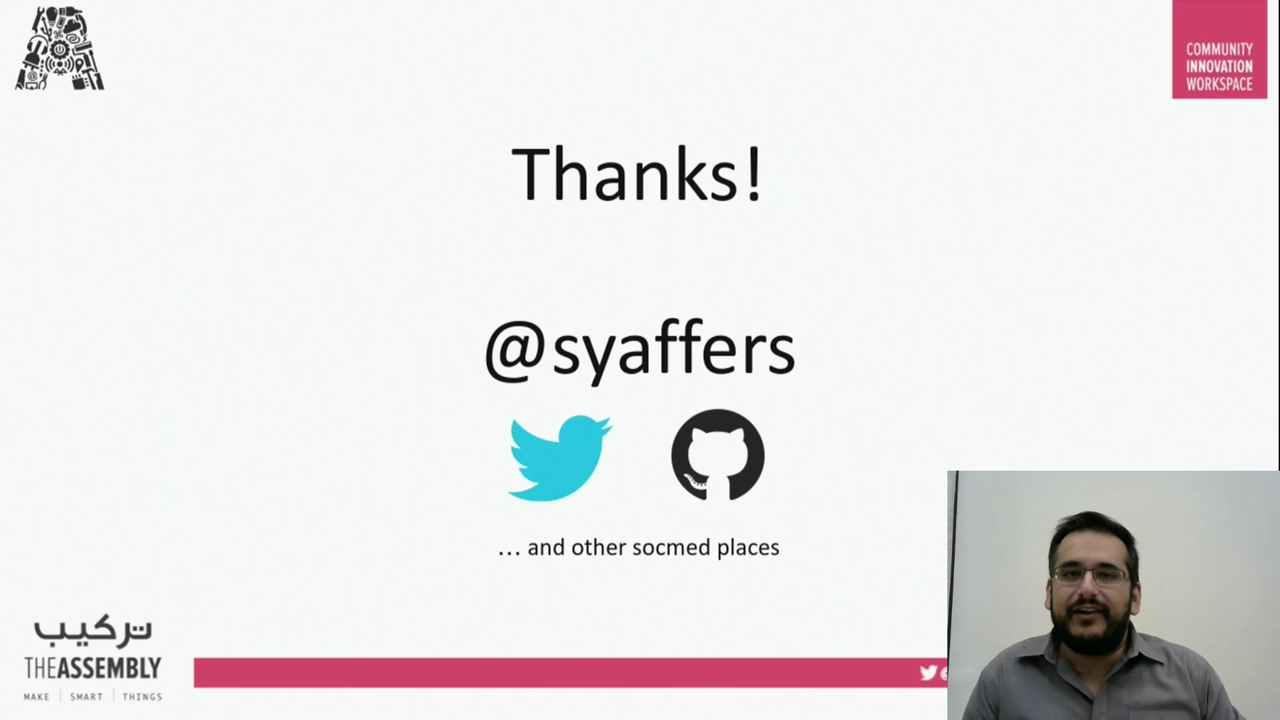 COMMUNITY
INNOVATION
WORKSPACE
Thanks!
@syaffers
... and other socmed places
تركيب
THEASSEMBLY
MAKE | SMART | THINGS